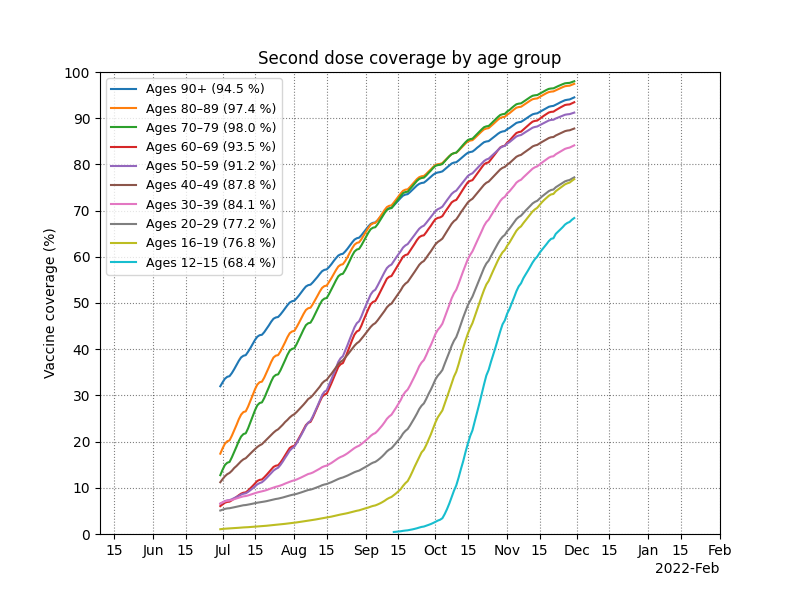 Second dose coverage by age group
Vaccine coverage (%)
100
90
80
70
60
50
40
30
20
10
0
Ages 90+ (94.5 %)
Ages 80–89 (97.4 %)
Ages 70–79 (98.0 %)
Ages 60–69 (93.5 %)
Ages 50–59 (91.2 %)
Ages 40–49 (87.8 %)
Ages 30–39 (84.1 %)
Ages 20–29 (77.2 %)
Ages 16–19 (76.8 %)
Ages 12–15 (68.4 %)
15 Jun 15 Jul 15 Aug 15 Sep 15 Oct 15 Nov 15 Dec 15 Jan 15 Feb
2022-Feb